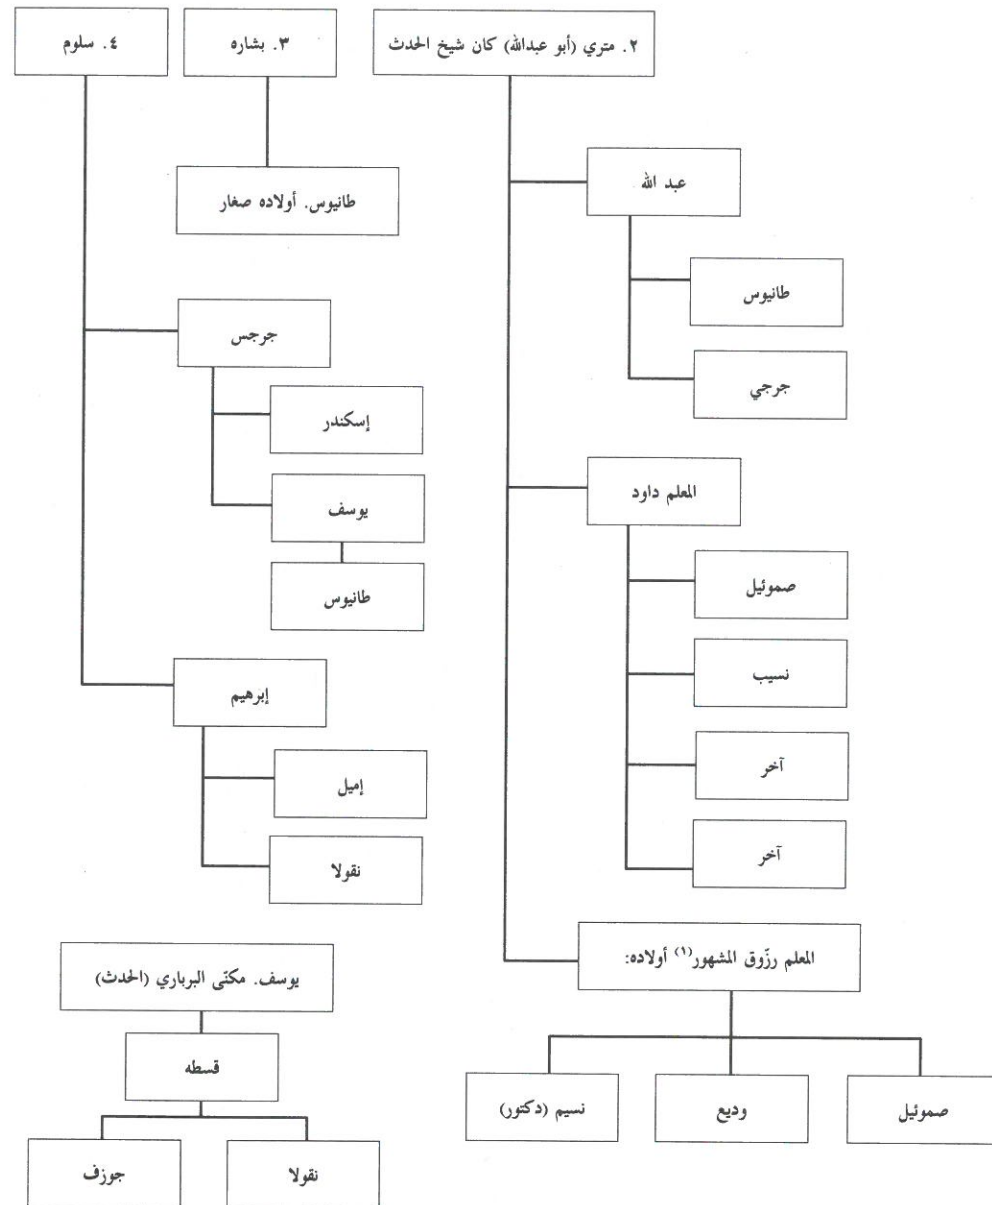 ٢. متري (أبو عبدالله) كان شيخ الحدث
عبد الله
طانيوس
جرجي
المعلم داود
صموئيل
نسيب
آخر
آخر
المعلم رزّوق المشهور(١) أولاده:
صموئيل
وديع
نسيم (دكتور)
٣. بشاره
طانيوس. أولاده صغار
٤. سلوم
جرجس
إسكندر
يوسف
طانيوس
إبرهيم
إميل
نقولا
يوسف. مكنّى البرباري (الحدث)
قسطه
نقولا
جوزف